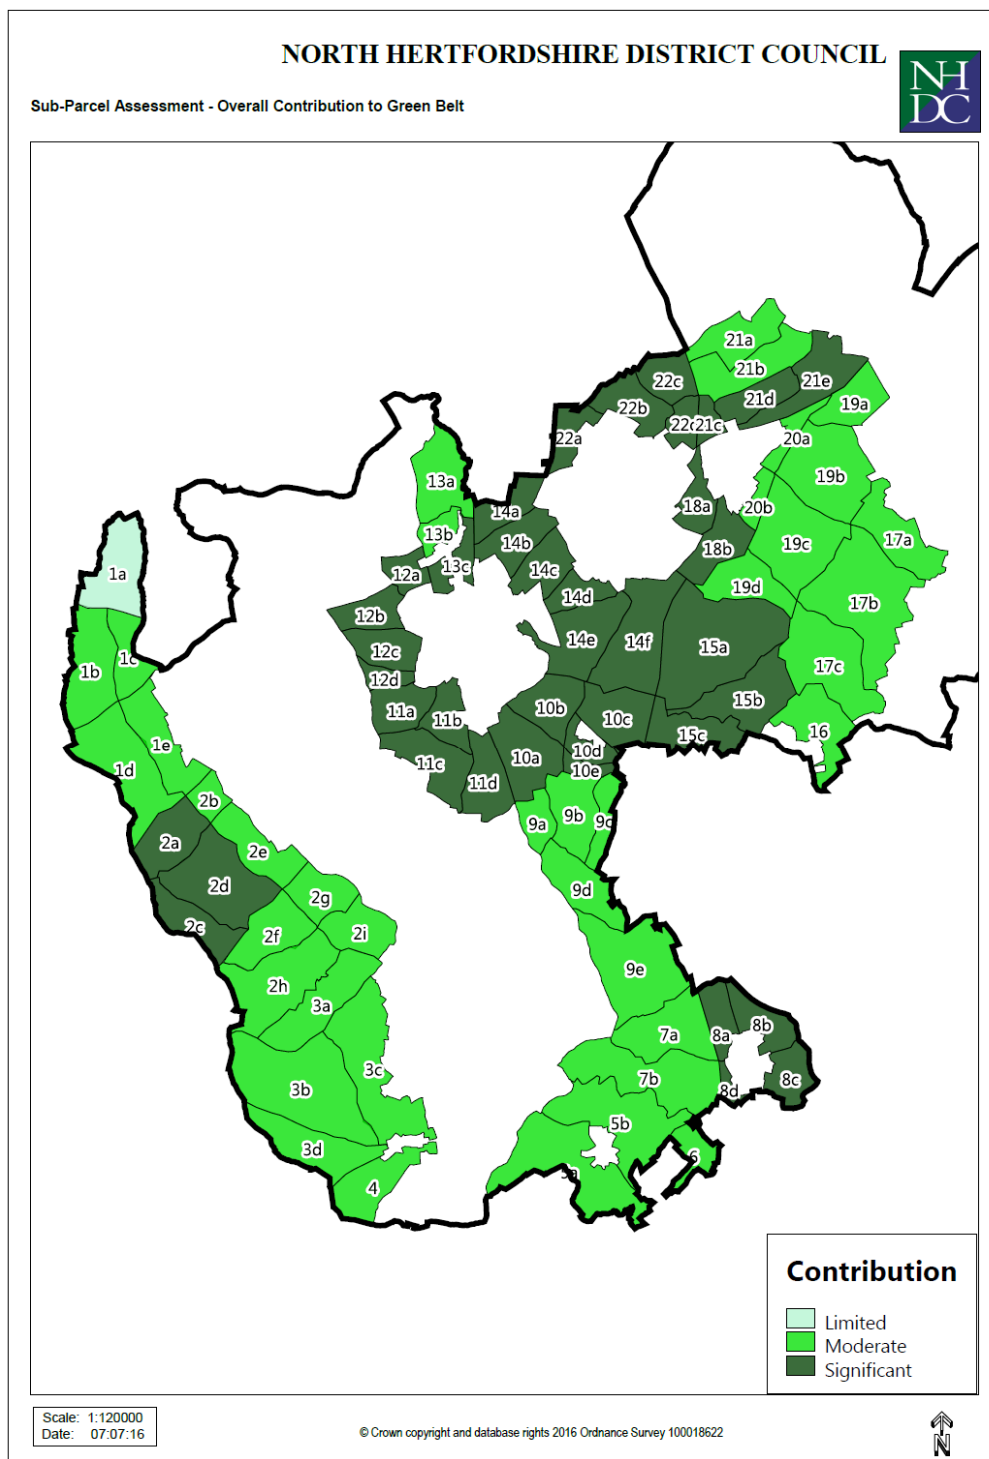 NORTH HERTFORDSHIRE DISTRICT COUNCIL
NH
DC
Sub-Parcel Assessment - Overall Contribution to Green Belt
21a
21b
22c
21e
21d
19a
22b
22d
21c
22a
20a
13a
19b
18a
20b
14a
13b
14b
18b
19c
17a
13c
14c
1a
12a
19d
14d
17b
12b
14e
14f
15a
12c
1c
17c
1b
12d
15b
10b
11a
11b
10c
16
15c
1e
10d
10a
11c
10e
1d
11d
2b
9b
9c
9a
2a
2e
2d
9d
2g
2c
2f
2i
9e
2h
3a
8b
7a
8a
3c
7b
8c
3b
8d
5b
3d
6
5a
4
Contribution
Limited
Moderate
Significant
Scale: 1:120000
Date: 07:07:16
© Crown copyright and database rights 2016 Ordnance Survey 100018622
N